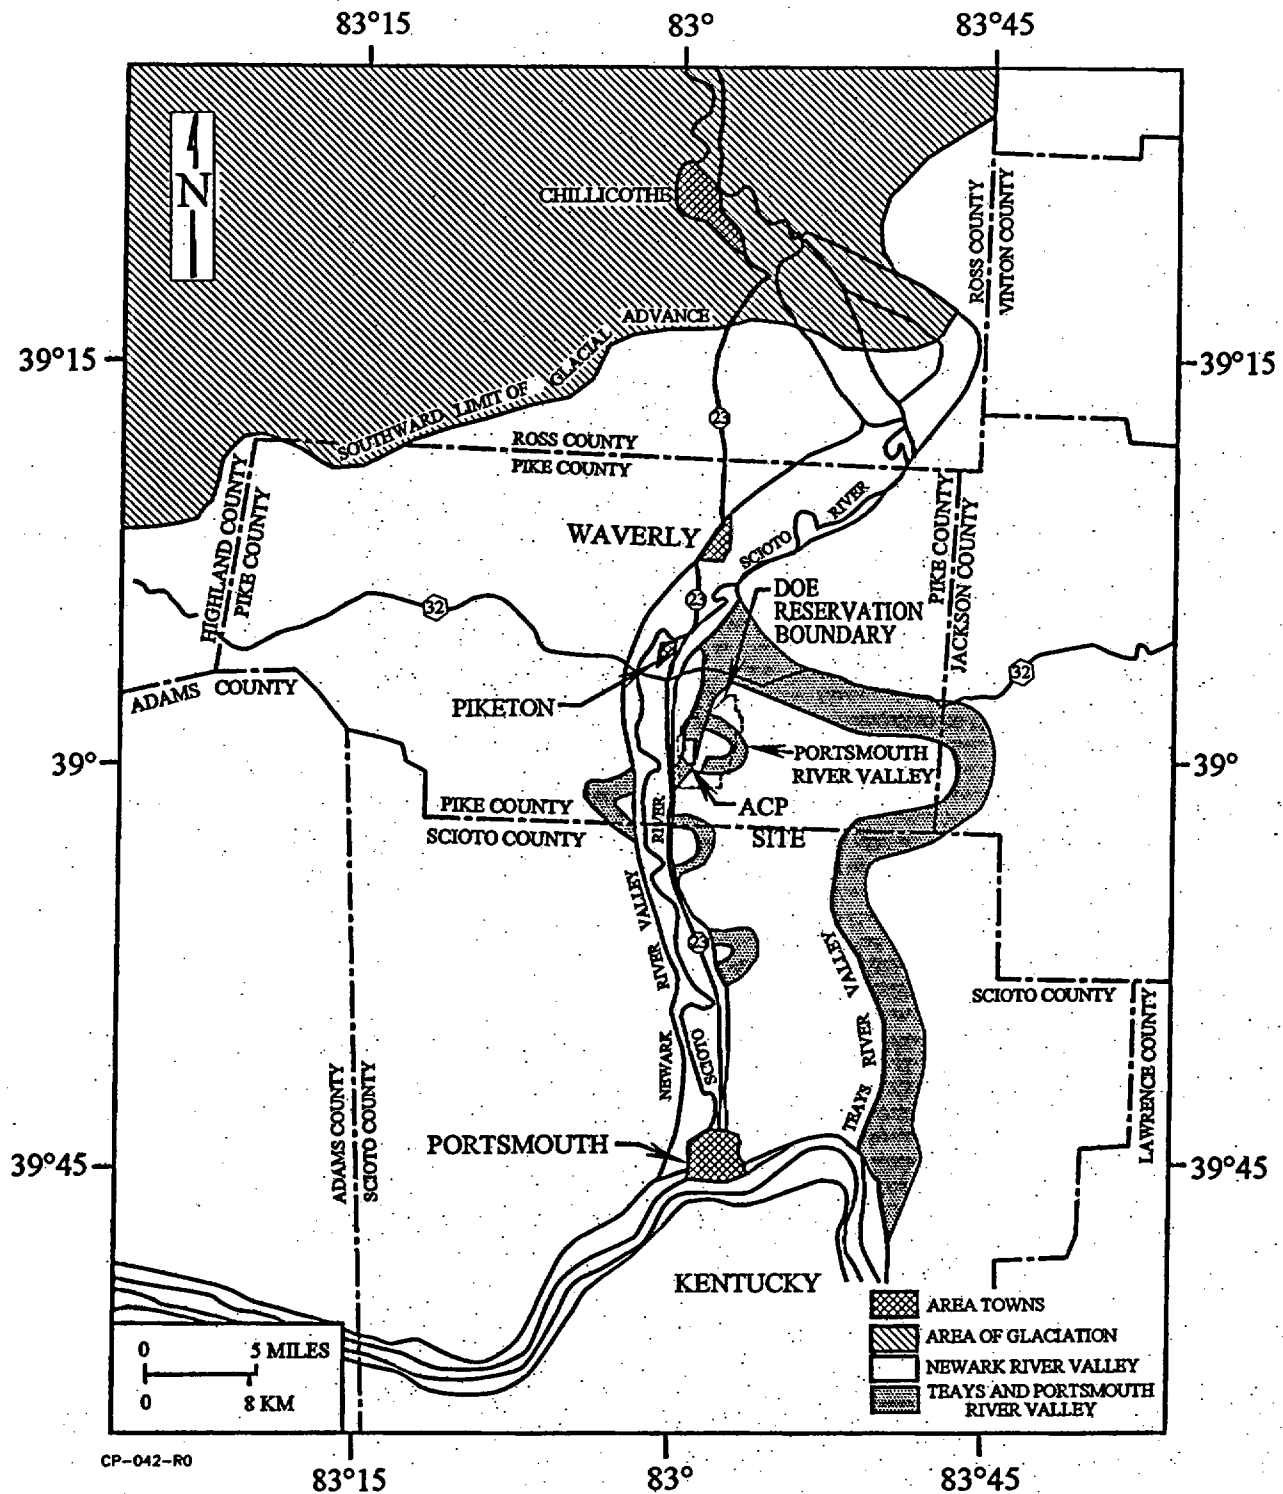 83°15
83°
83°45
N
CHILLICOTHE
ROSS COUNTY
VINTON COUNTY
SOUTHWARD LIMIT OF GLACIAL ADVANCE
39°15
39°15
23
ROSS COUNTY
PIKE COUNTY
HIGHLAND COUNTY
PIKE COUNTY
WAVERLY
SCIOTO RIVER
PIKE COUNTY
JACKSON COUNTY
32
23
DOE
RESERVATION
BOUNDARY
32
ADAMS COUNTY
PIKETON
PORTSMOUTH
RIVER VALLEY
39°
39°
ACP
SITE
PIKE COUNTY
SCIOTO COUNTY
SCIOTO RIVER
NEWARK RIVER VALLEY
23
TEAYS RIVER VALLEY
SCIOTO COUNTY
LAWRENCE COUNTY
ADAMS COUNTY
SCIOTO COUNTY
PORTSMOUTH
39°45
39°45
KENTUCKY
AREA TOWNS
AREA OF GLACIATION
NEWARK RIVER VALLEY
TEAYS AND PORTSMOUTH
RIVER VALLEY
0 5 MILES
0 8 KM
CP-042-R0
83°15
83°
83°45